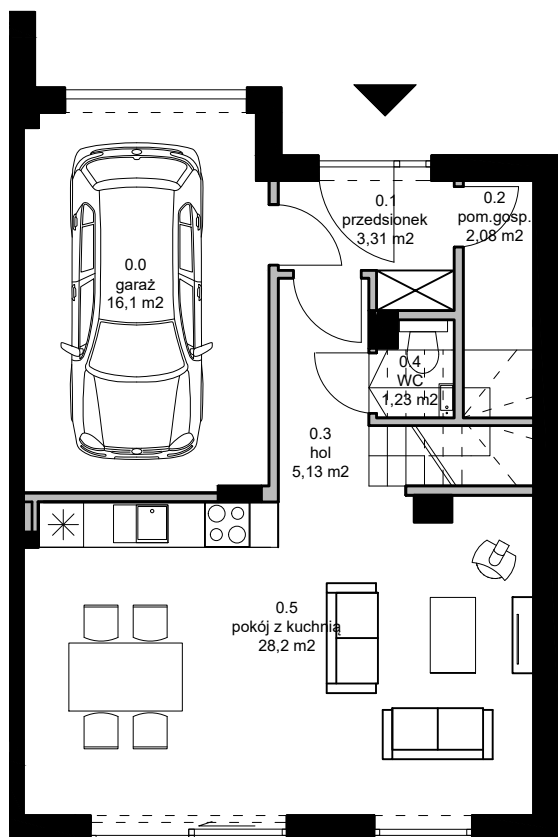 0.1
przedsionek
3,31 m2
0.2
pom.gosp.
2,08 m2
0.0
garaż
16,1 m2
0.4
WC
1,23 m2
0.3
hol
5,13 m2
0.5
pokój z kuchnią
28,2 m2